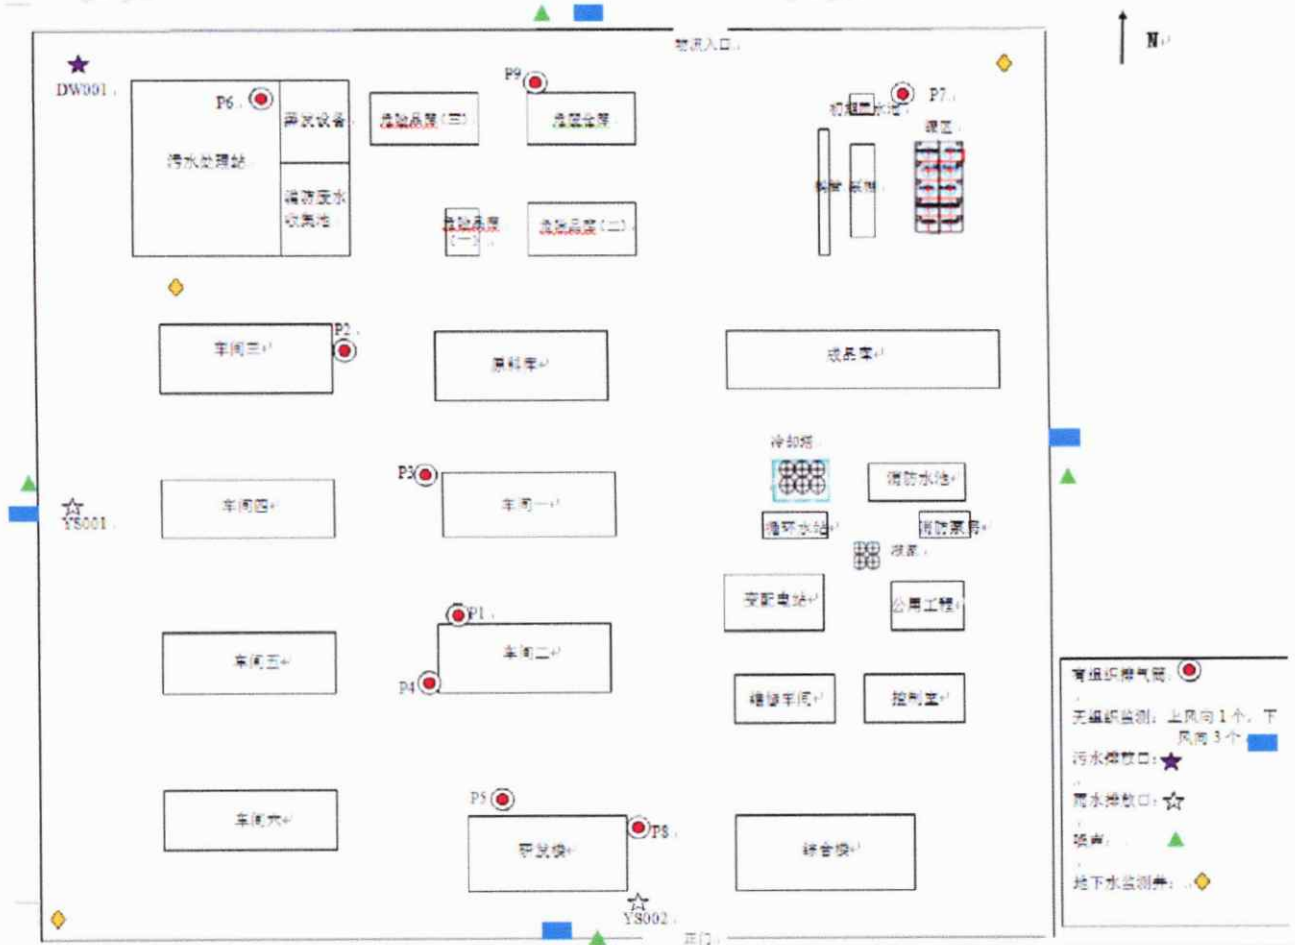 物流入口
N
DW001
P9
P6
P7
蒸发设备
危险品库(三)
危废仓库
初期雨水池
罐区
污水处理站
消防废水
收集池
危险品库
(一)
危险品库(二)
泵棚
P2
车间三
原料库
成品库
冷却塔
P3
车间四
车间一
消防水池
YS001
循环水站
消防泵房
液氮
变配电站
公用工程
P1
车间五
车间二
P4
维修车间
控制室
P5
车间六
P8
研发楼
综合楼
YS002
正门
有组织排气筒:
无组织监测:上风向1个,下
风向3个
污水排放口:
雨水排放口:
噪声:
地下水监测井: